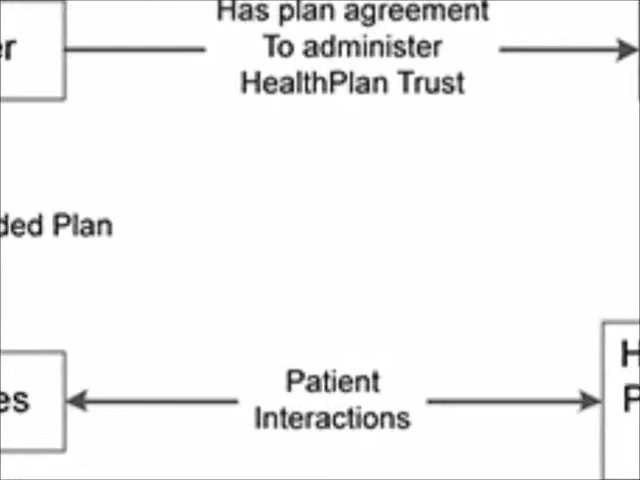 Has plan agreement
er
To administer
HealthPlan Trust
ded Plan
H
Patient
es
P
Interactions